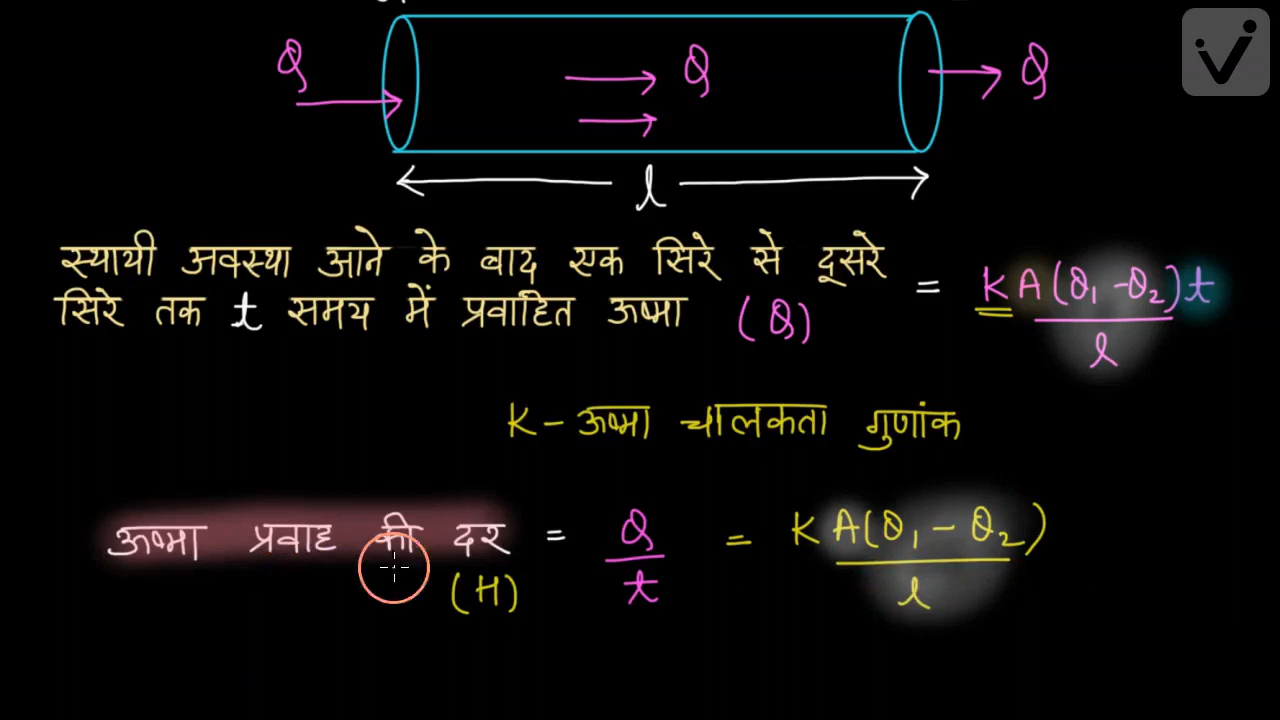 Q Q Q
l
स्थायी अवस्था आने के बाद एक सिरे से दूसरे
सिरे तक t समय में प्रवाहित ऊष्मा (Q) = KA(θ₁ - θ₂)t / l
K - ऊष्मा चालकता गुणांक
ऊष्मा प्रवाह की दर (H) = Q / t = KA(θ₁ - θ₂) / l